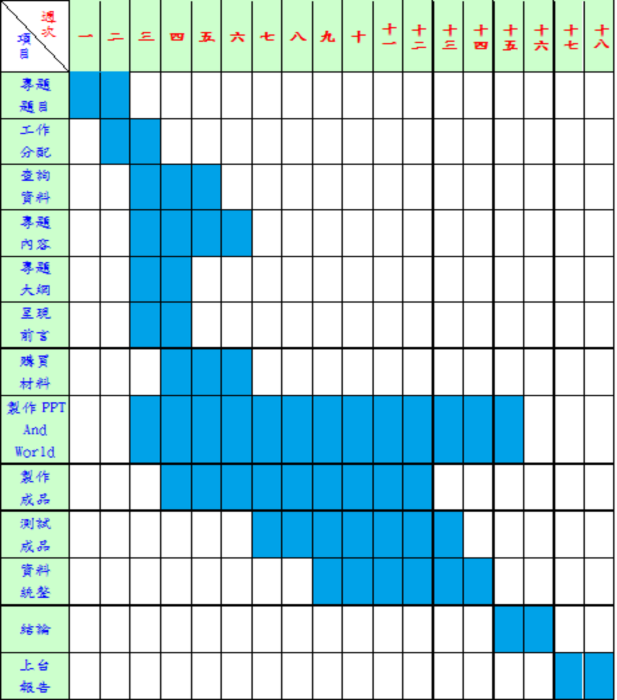 週次
項目
一 二 三 四 五 六 七 八 九 十 十一 十二 十三 十四 十五 十六 十七 十八
專題
題目
工作
分配
查詢
資料
專題
內容
專題
大綱
呈現
前言
購買
材料
製作 PPT
And
World
製作
成品
測試
成品
資料
統整
結論
上台
報告